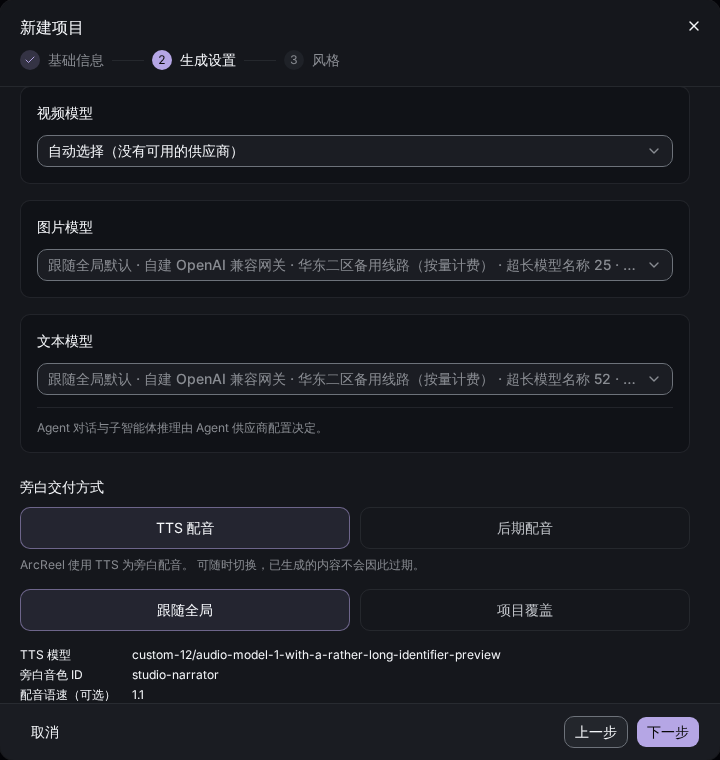 新建项目
基础信息
2 生成设置
3 风格
视频模型
自动选择（没有可用的供应商）
图片模型
跟随全局默认 · 自建 OpenAI 兼容网关 · 华东二区备用线路（按量计费） · 超长模型名称 25 · ...
文本模型
跟随全局默认 · 自建 OpenAI 兼容网关 · 华东二区备用线路（按量计费） · 超长模型名称 52 · ...
Agent 对话与子智能体推理由 Agent 供应商配置决定。
旁白交付方式
TTS 配音
后期配音
ArcReel 使用 TTS 为旁白配音。 可随时切换，已生成的内容不会因此过期。
跟随全局
项目覆盖
TTS 模型 custom-12/audio-model-1-with-a-rather-long-identifier-preview
旁白音色 ID studio-narrator
配音语速（可选） 1.1
取消
上一步
下一步